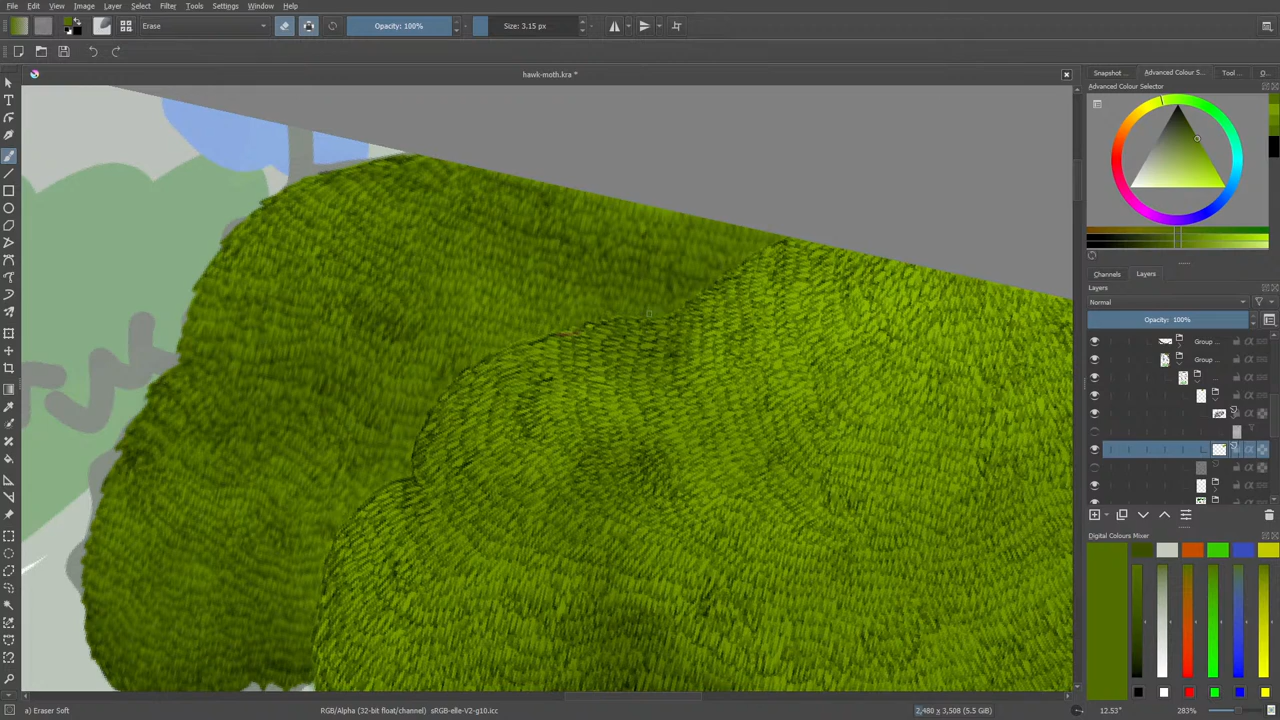 File Edit View Image Layer Select Filter Tools Settings Window Help
Erase
Opacity: 100%
Size: 3.15 px
hawk-moth.kra *
Snapshot ...
Advanced Colour S...
Tool ...
Q...
Advanced Colour Selector
Channels
Layers
Layers
Normal
Opacity: 100%
Group ...
Group ...
...
Digital Colours Mixer
a) Eraser Soft
RGB/Alpha (32-bit float/channel) sRGB-elle-V2-g10.icc
2,480 x 3,508 (5.5 GiB)
12.53°
283%